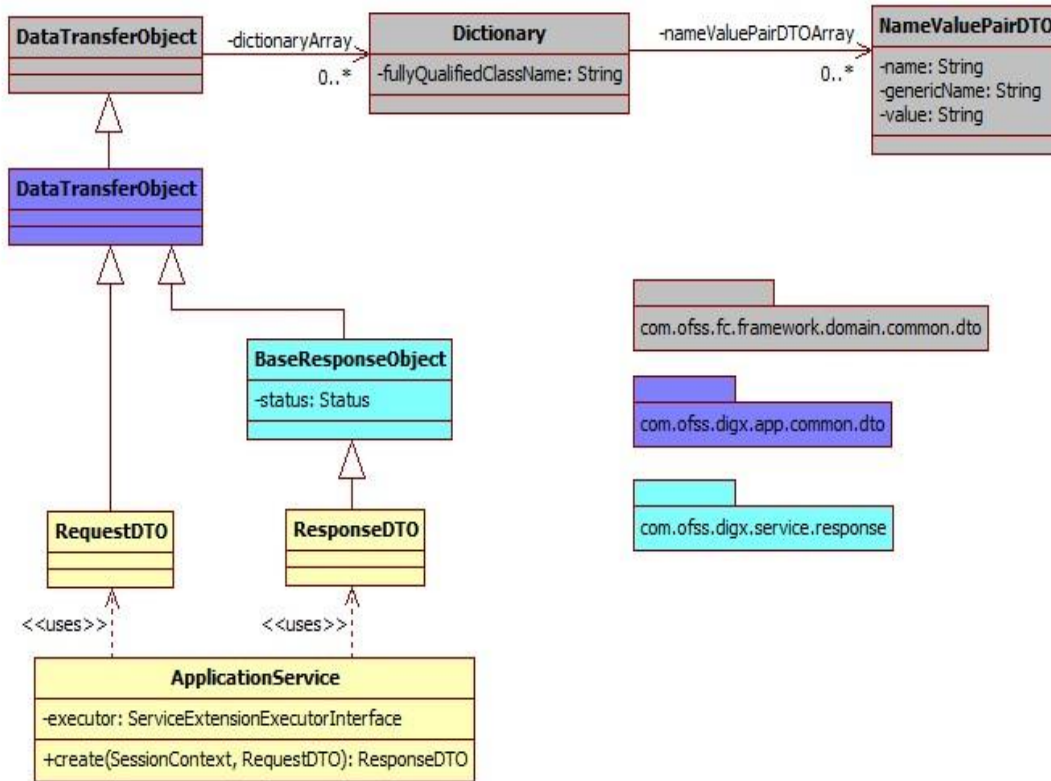 DataTransferObject
-dictionaryArray
0..*
Dictionary
-fullyQualifiedClassName: String
-nameValuePairDTOArray
0..*
NameValuePairDTO
-name: String
-genericName: String
-value: String
DataTransferObject
BaseResponseObject
-status: Status
com.ofss.fc.framework.domain.common.dto
com.ofss.digx.app.common.dto
com.ofss.digx.service.response
RequestDTO
ResponseDTO
<<uses>>
<<uses>>
ApplicationService
-executor: ServiceExtensionExecutorInterface
+create(SessionContext, RequestDTO): ResponseDTO